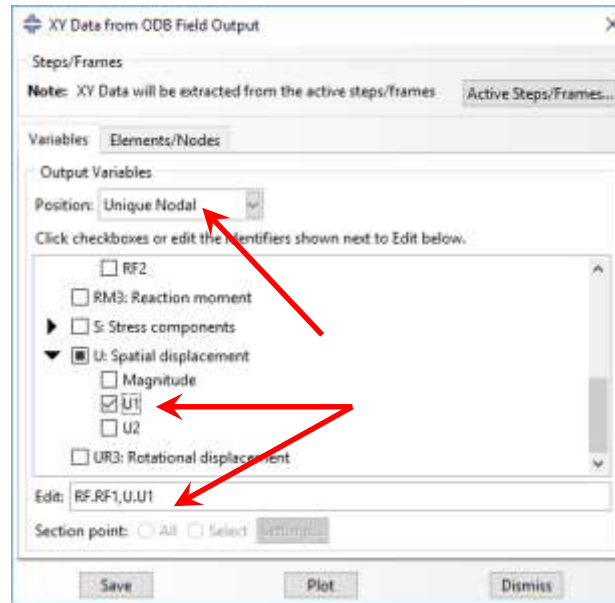 XY Data from ODB Field Output
Steps/Frames
Note: XY Data will be extracted from the active steps/frames Active Steps/Frames...
Variables Elements/Nodes
Output Variables
Position: Unique Nodal
Click checkboxes or edit the identifiers shown next to Edit below.
RF2
RM3: Reaction moment
S: Stress components
U: Spatial displacement
Magnitude
U1
U2
UR3: Rotational displacement
Edit: RF.RF1,U.U1
Section point: All Select Settings...
Save Plot Dismiss